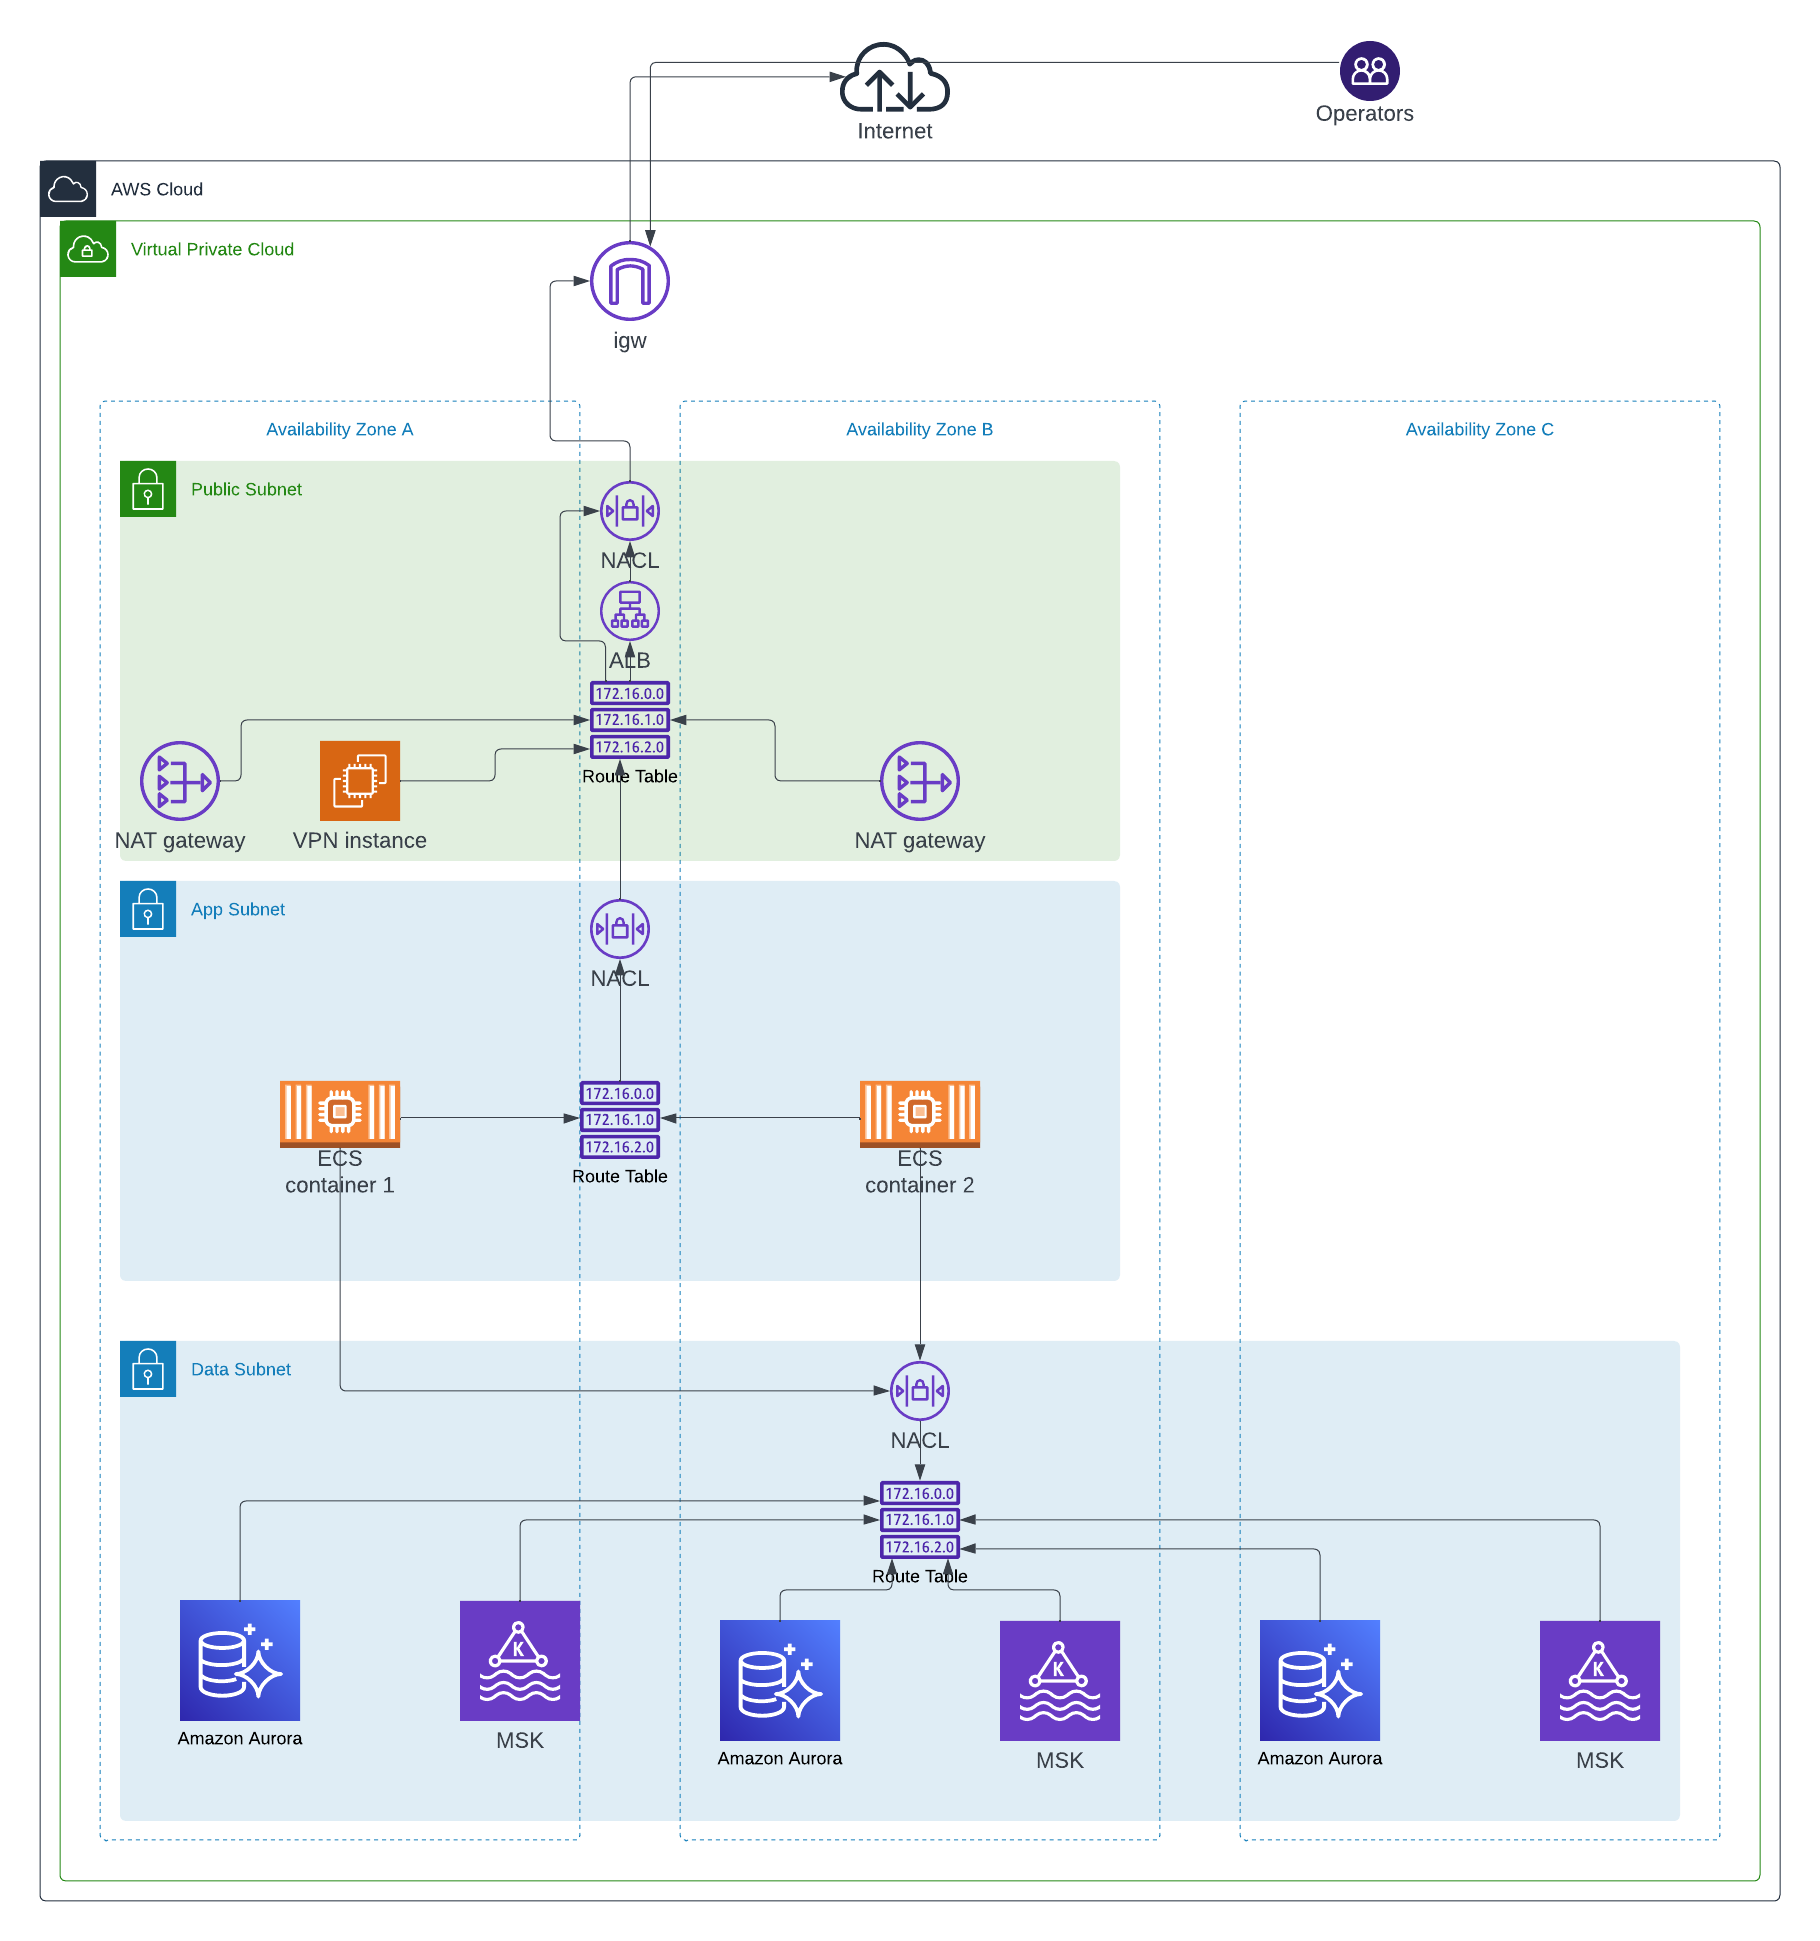 Internet
Operators
AWS Cloud
Virtual Private Cloud
igw
Availability Zone A
Availability Zone B
Availability Zone C
Public Subnet
NACL
ALB
172.16.0.0
172.16.1.0
172.16.2.0
Route Table
NAT gateway
VPN instance
NAT gateway
App Subnet
NACL
172.16.0.0
172.16.1.0
172.16.2.0
Route Table
ECS
container 1
ECS
container 2
Data Subnet
NACL
172.16.0.0
172.16.1.0
172.16.2.0
Route Table
K
K
K
Amazon Aurora
MSK
Amazon Aurora
MSK
Amazon Aurora
MSK